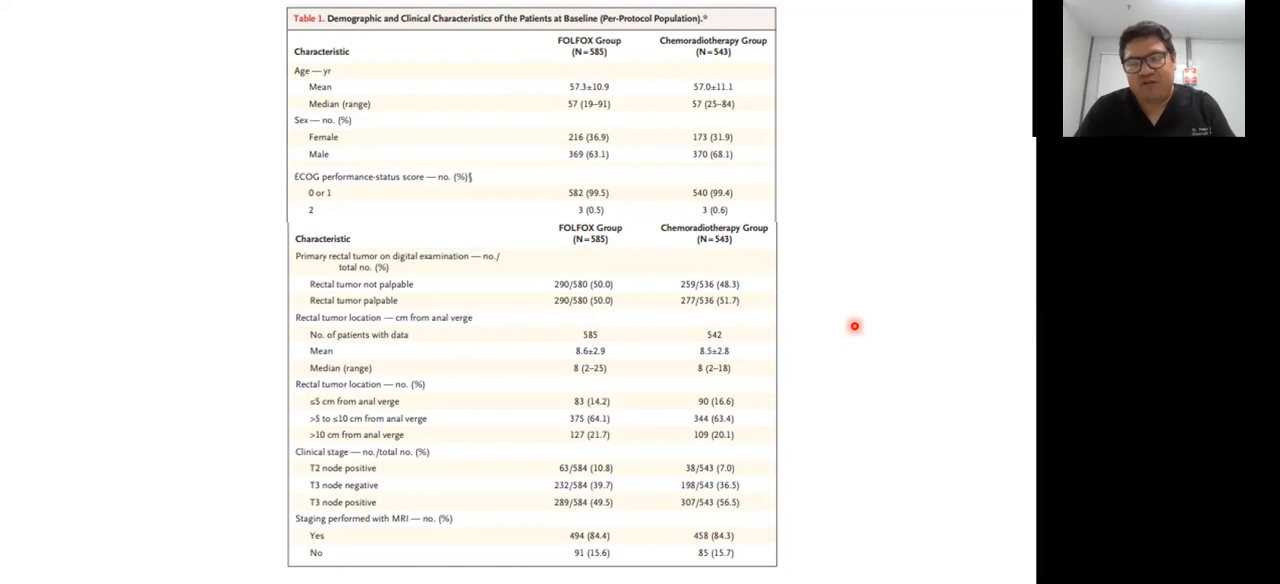 Table 1. Demographic and Clinical Characteristics of the Patients at Baseline (Per-Protocol Population).*
Characteristic FOLFOX Group (N=585) Chemoradiotherapy Group (N=543)
Age — yr
Mean 57.3±10.9 57.0±11.1
Median (range) 57 (19–91) 57 (25–84)
Sex — no. (%)
Female 216 (36.9) 173 (31.9)
Male 369 (63.1) 370 (68.1)
ECOG performance-status score — no. (%)§
0 or 1 582 (99.5) 540 (99.4)
2 3 (0.5) 3 (0.6)
Characteristic FOLFOX Group (N=585) Chemoradiotherapy Group (N=543)
Primary rectal tumor on digital examination — no./
total no. (%)
Rectal tumor not palpable 290/580 (50.0) 259/536 (48.3)
Rectal tumor palpable 290/580 (50.0) 277/536 (51.7)
Rectal tumor location — cm from anal verge
No. of patients with data 585 542
Mean 8.6±2.9 8.5±2.8
Median (range) 8 (2–25) 8 (2–18)
Rectal tumor location — no. (%)
≤5 cm from anal verge 83 (14.2) 90 (16.6)
>5 to ≤10 cm from anal verge 375 (64.1) 344 (63.4)
>10 cm from anal verge 127 (21.7) 109 (20.1)
Clinical stage — no./total no. (%)
T2 node positive 63/584 (10.8) 38/543 (7.0)
T3 node negative 232/584 (39.7) 198/543 (36.5)
T3 node positive 289/584 (49.5) 307/543 (56.5)
Staging performed with MRI — no. (%)
Yes 494 (84.4) 458 (84.3)
No 91 (15.6) 85 (15.7)